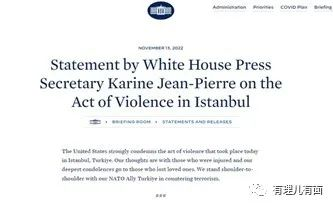 Administration Priorities COVID Plan Briefing
NOVEMBER 13, 2022
Statement by White House Press
Secretary Karine Jean-Pierre on the
Act of Violence in Istanbul
BRIEFING ROOM • STATEMENTS AND RELEASES
The United States strongly condemns the act of violence that took place today
in Istanbul, Turkiye. Our thoughts are with those who were injured and our
deepest condolences go to those who lost loved ones. We stand shoulder-to-
shoulder with our NATO Ally Turkiye in countering terrorism.
###
有理儿有面